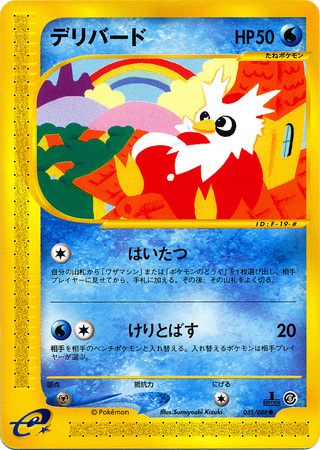 デリバード HP50
たねポケモン
ID:F-19-#
はいたつ
自分の山札から「ワザマシン」または「ポケモンのどうぐ」を1枚選び出し、相手
プレイヤーに見せてから、手札に加える。その後、その山札をよく切る。
けりとばす 20
相手を相手のベンチポケモンと入れ替える。入れ替えるポケモンは相手プレイ
ヤーが選ぶ。
弱点 抵抗力 にげる
1
EDITION
© Pokémon Illus. Sumiyoshi Kizuki 035/088 ●
e